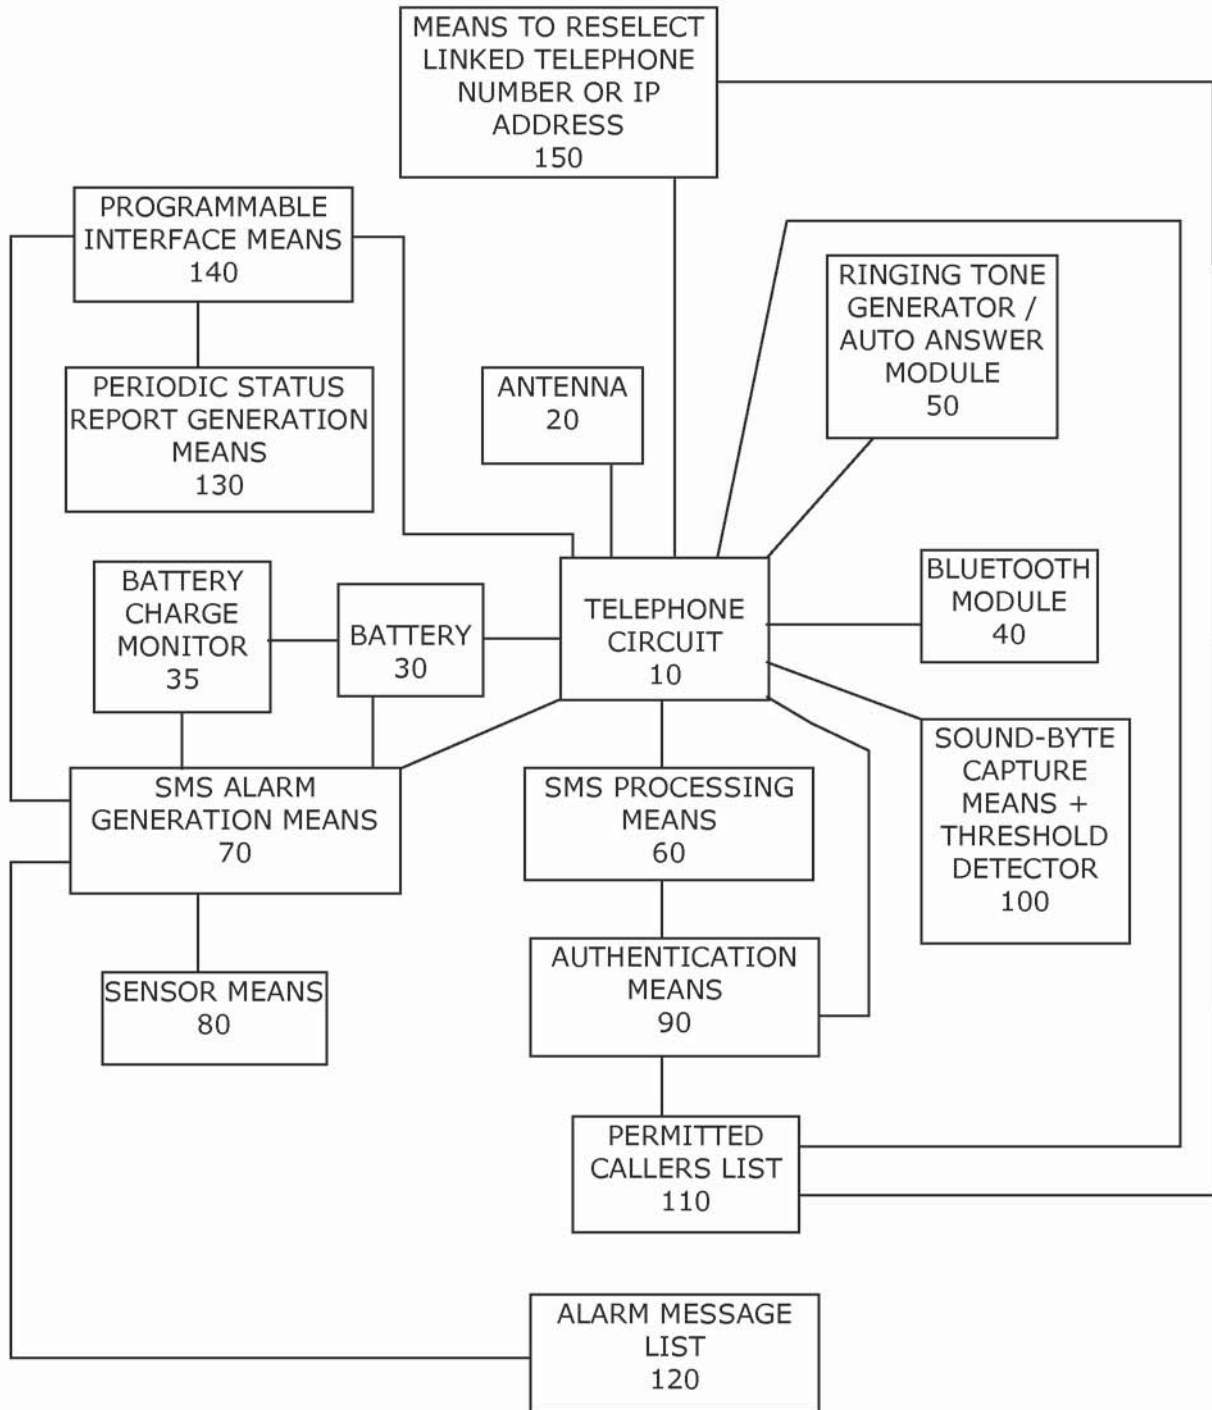 MEANS TO RESELECT
LINKED TELEPHONE
NUMBER OR IP
ADDRESS
150
PROGRAMMABLE
INTERFACE MEANS
140
RINGING TONE
GENERATOR /
AUTO ANSWER
MODULE
50
PERIODIC STATUS
REPORT GENERATION
MEANS
130
ANTENNA
20
BATTERY
CHARGE
MONITOR
35
BATTERY
30
TELEPHONE
CIRCUIT
10
BLUETOOTH
MODULE
40
SMS ALARM
GENERATION MEANS
70
SMS PROCESSING
MEANS
60
SOUND-BYTE
CAPTURE
MEANS +
THRESHOLD
DETECTOR
100
SENSOR MEANS
80
AUTHENTICATION
MEANS
90
PERMITTED
CALLERS LIST
110
ALARM MESSAGE
LIST
120